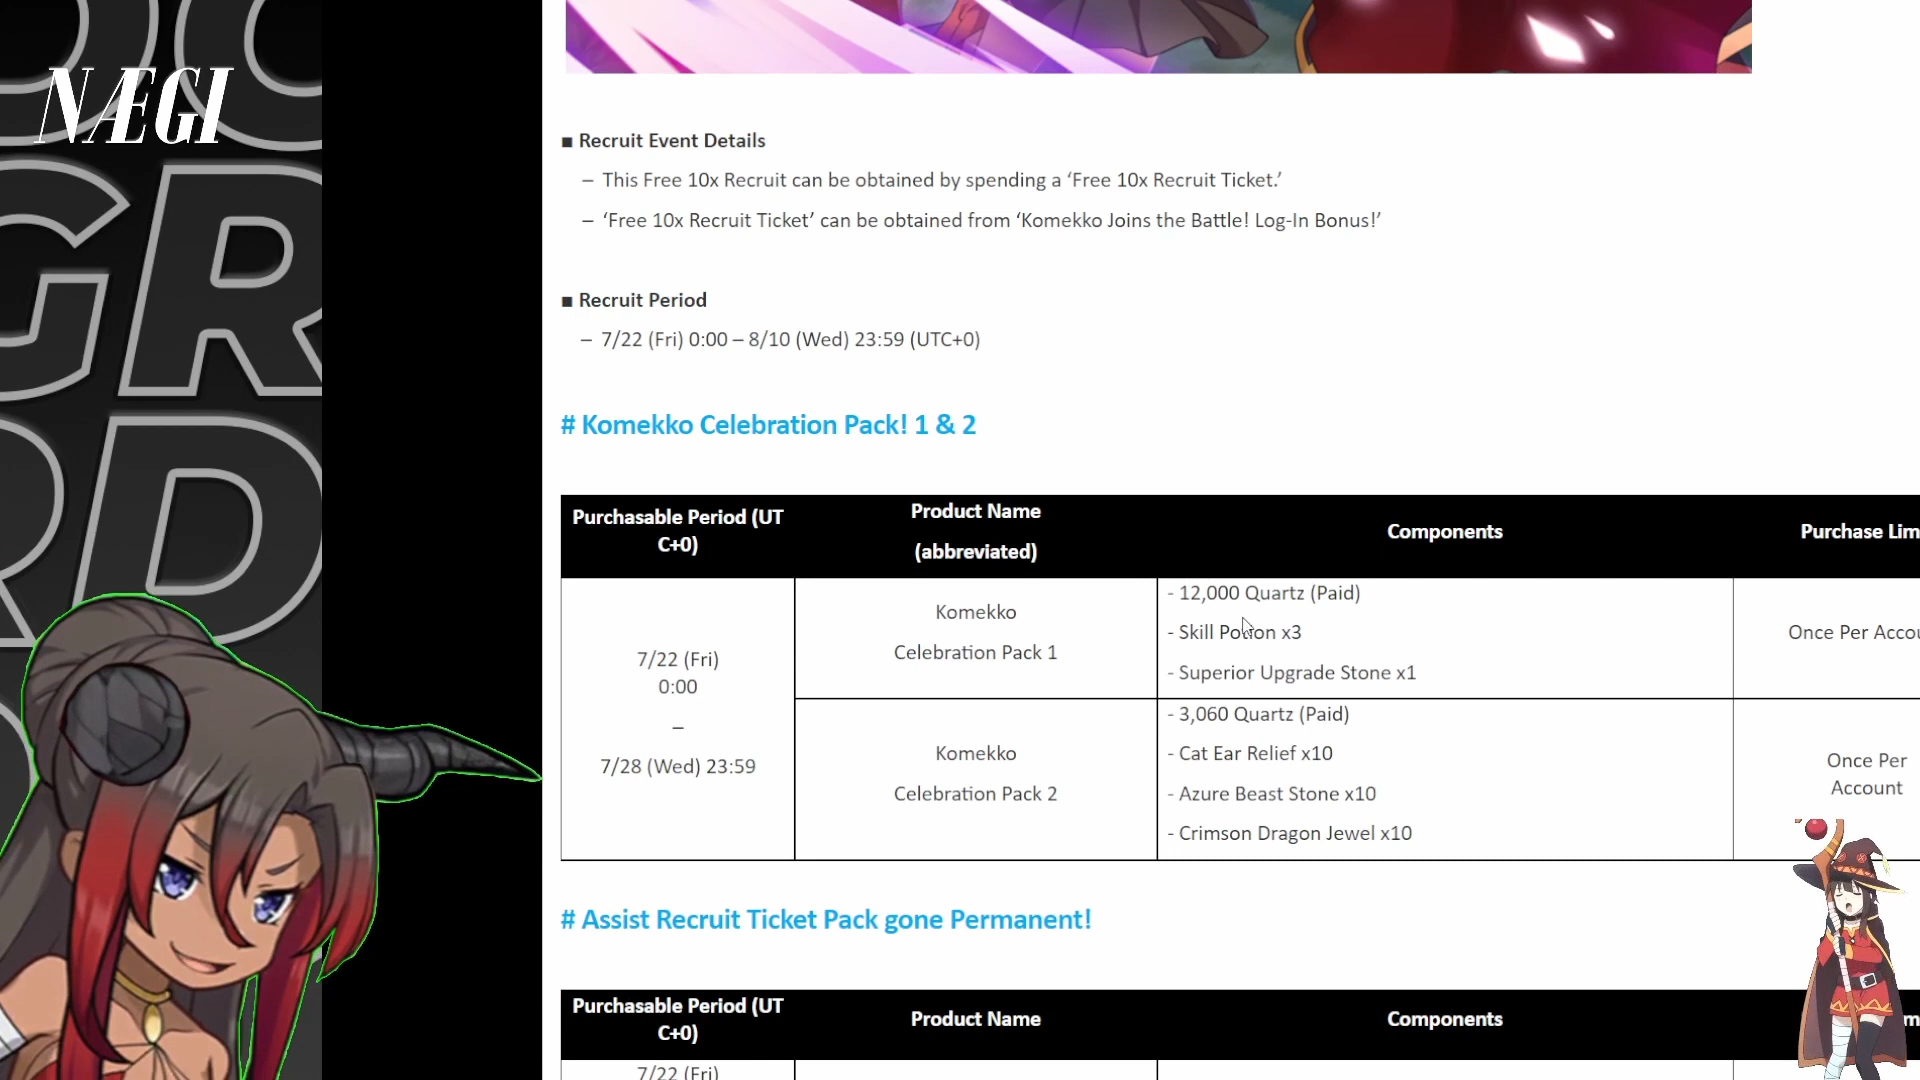 NÆGI
■ Recruit Event Details
– This Free 10x Recruit can be obtained by spending a ‘Free 10x Recruit Ticket.’
– ‘Free 10x Recruit Ticket’ can be obtained from ‘Komekko Joins the Battle! Log-In Bonus!’
■ Recruit Period
– 7/22 (Fri) 0:00 – 8/10 (Wed) 23:59 (UTC+0)
# Komekko Celebration Pack! 1 & 2
Purchasable Period (UT
C+0)
Product Name
(abbreviated)
Components
Purchase Lim
7/22 (Fri)
0:00
–
7/28 (Wed) 23:59
Komekko
Celebration Pack 1
- 12,000 Quartz (Paid)
- Skill Potion x3
- Superior Upgrade Stone x1
Once Per Accou
Komekko
Celebration Pack 2
- 3,060 Quartz (Paid)
- Cat Ear Relief x10
- Azure Beast Stone x10
- Crimson Dragon Jewel x10
Once Per
Account
# Assist Recruit Ticket Pack gone Permanent!
Purchasable Period (UT
C+0)
Product Name
Components
7/22 (Fri)